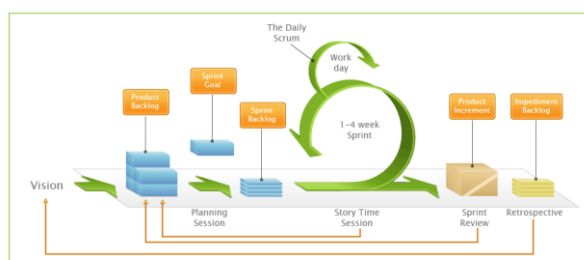 The Daily
Scrum
Work
day
Sprint
Goal
Product
Backlog
Sprint
Backlog
1-4 week
Sprint
Product
Increment
Impediment
Backlog
Vision
Planning
Session
Story Time
Session
Sprint
Review
Retrospective